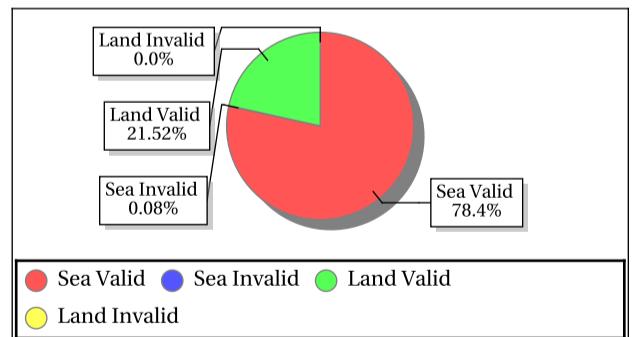 Land Invalid
0.0%
Land Valid
21.52%
Sea Invalid
0.08%
Sea Valid
78.4%
Sea Valid Sea Invalid Land Valid
Land Invalid